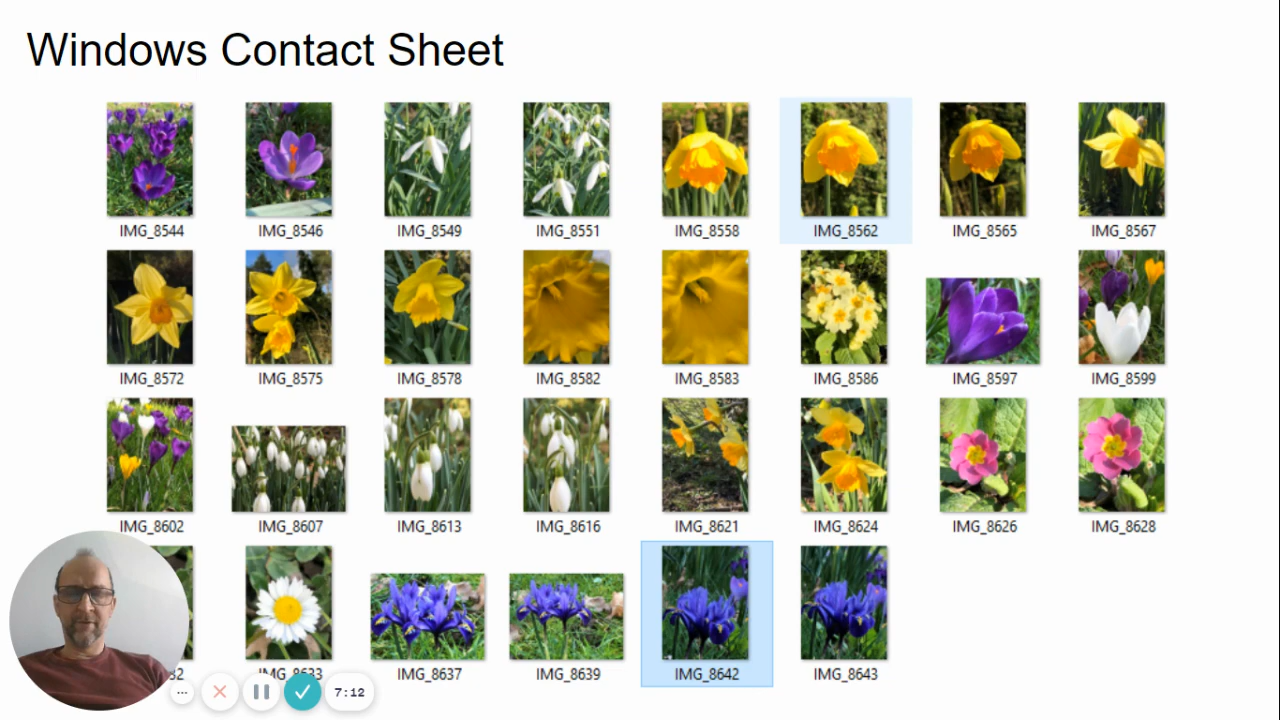 Windows Contact Sheet
IMG_8544 IMG_8546 IMG_8549 IMG_8551 IMG_8558 IMG_8562 IMG_8565 IMG_8567
IMG_8572 IMG_8575 IMG_8578 IMG_8582 IMG_8583 IMG_8586 IMG_8597 IMG_8599
IMG_8602 IMG_8607 IMG_8613 IMG_8616 IMG_8621 IMG_8624 IMG_8626 IMG_8628
IMG_8633 IMG_8637 IMG_8639 IMG_8642 IMG_8643
7:12